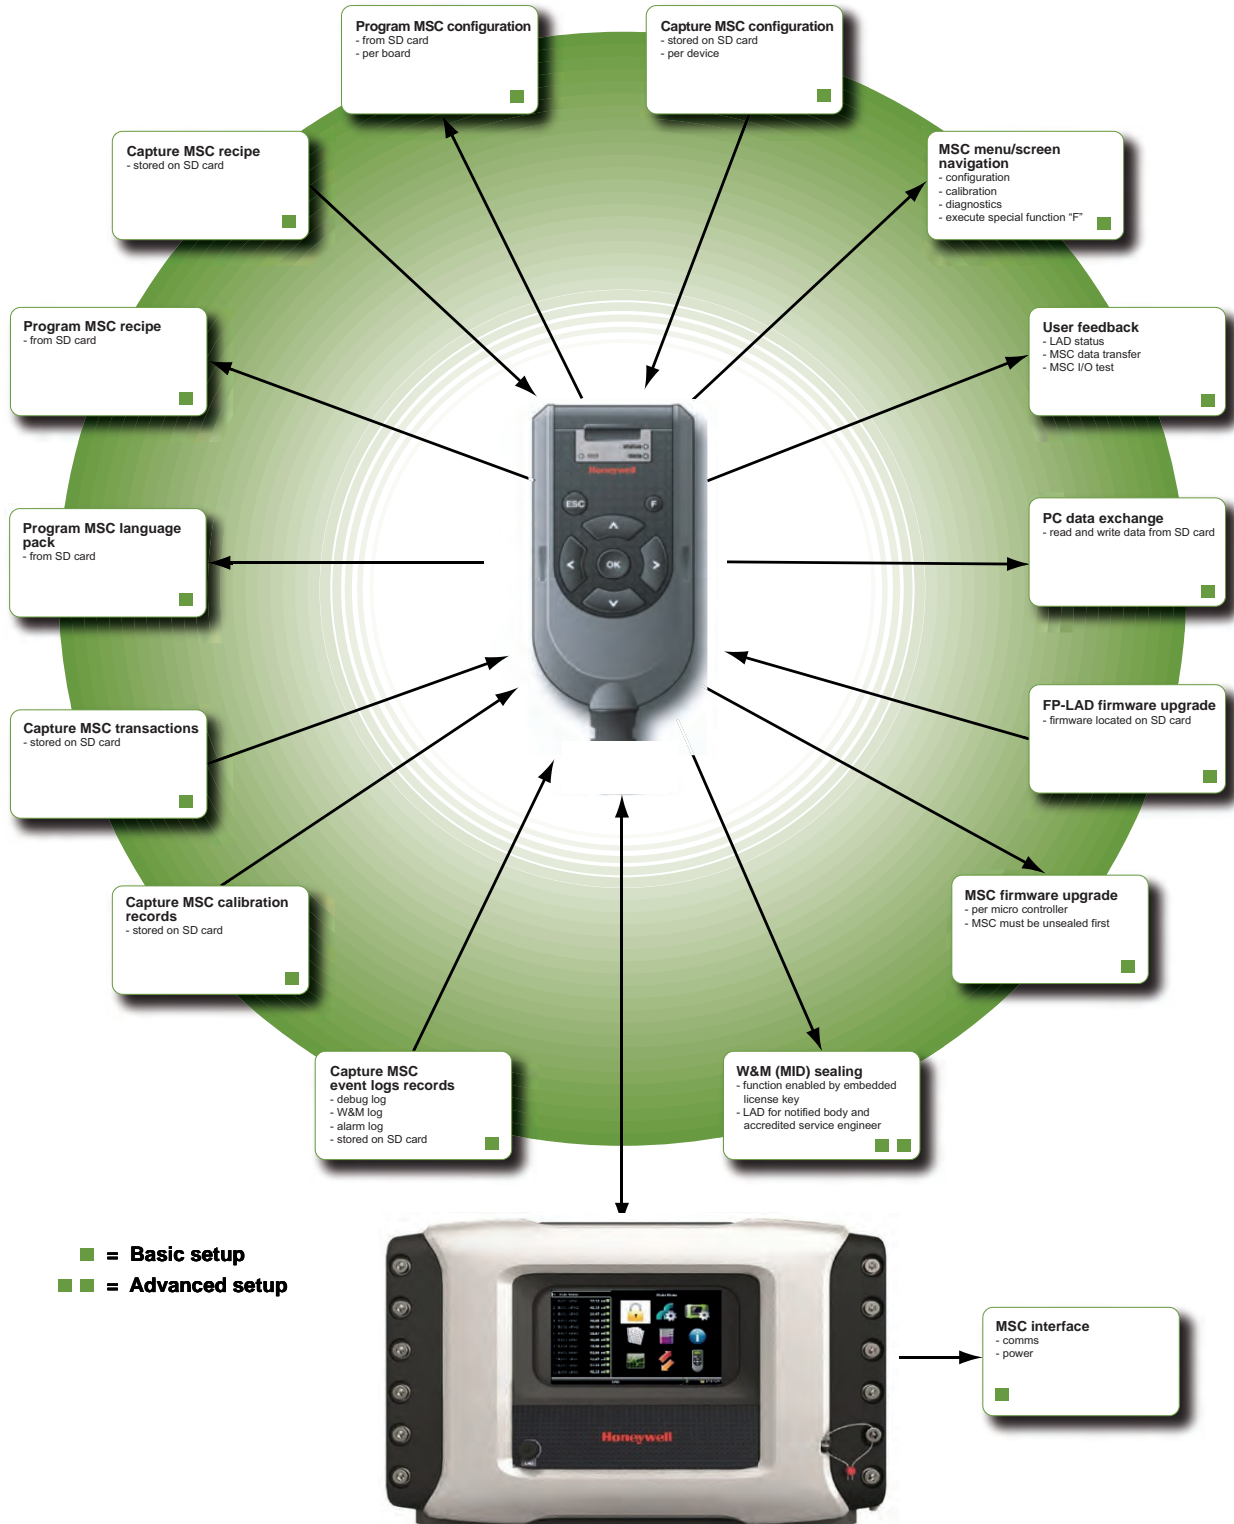 Program MSC configuration
- from SD card
- per board
Capture MSC configuration
- stored on SD card
- per device
Capture MSC recipe
- stored on SD card
MSC menu/screen
navigation
- configuration
- calibration
- diagnostics
- execute special function “F”
Program MSC recipe
- from SD card
User feedback
- LAD status
- MSC data transfer
- MSC I/O test
Honeywell
ESC
F
OK
Program MSC language
pack
- from SD card
PC data exchange
- read and write data from SD card
Capture MSC transactions
- stored on SD card
FP-LAD firmware upgrade
- firmware located on SD card
Capture MSC calibration
records
- stored on SD card
MSC firmware upgrade
- per micro controller
- MSC must be unsealed first
Capture MSC
event logs records
- debug log
- W&M log
- alarm log
- stored on SD card
W&M (MID) sealing
- function enabled by embedded
license key
- LAD for notified body and
accredited service engineer
= Basic setup
= Advanced setup
MSC interface
- comms
- power
Honeywell